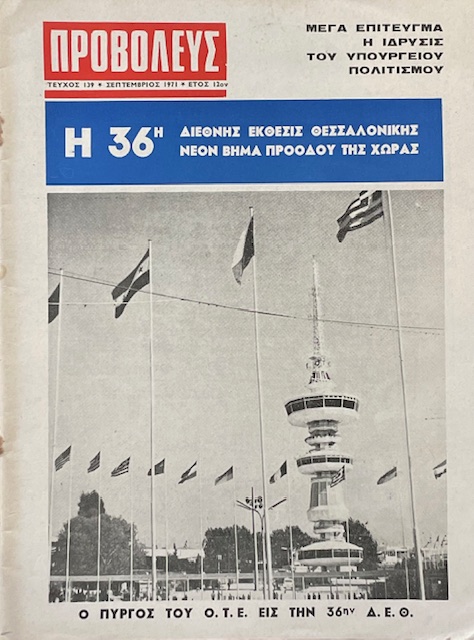 ΠΡΟΒΟΛΕΥΣ
ΤΕΥΧΟΣ 139 • ΣΕΠΤΕΜΒΡΙΟΣ 1971 • ΕΤΟΣ 12ον
ΜΕΓΑ ΕΠΙΤΕΥΓΜΑ
Η ΙΔΡΥΣΙΣ
ΤΟΥ ΥΠΟΥΡΓΕΙΟΥ
ΠΟΛΙΤΙΣΜΟΥ
Η 36Η ΔΙΕΘΝΗΣ ΕΚΘΕΣΙΣ ΘΕΣΣΑΛΟΝΙΚΗΣ
ΝΕΟΝ ΒΗΜΑ ΠΡΟΟΔΟΥ ΤΗΣ ΧΩΡΑΣ
Ο ΠΥΡΓΟΣ ΤΟΥ Ο.Τ.Ε. ΕΙΣ ΤΗΝ 36ην Δ.Ε.Θ.